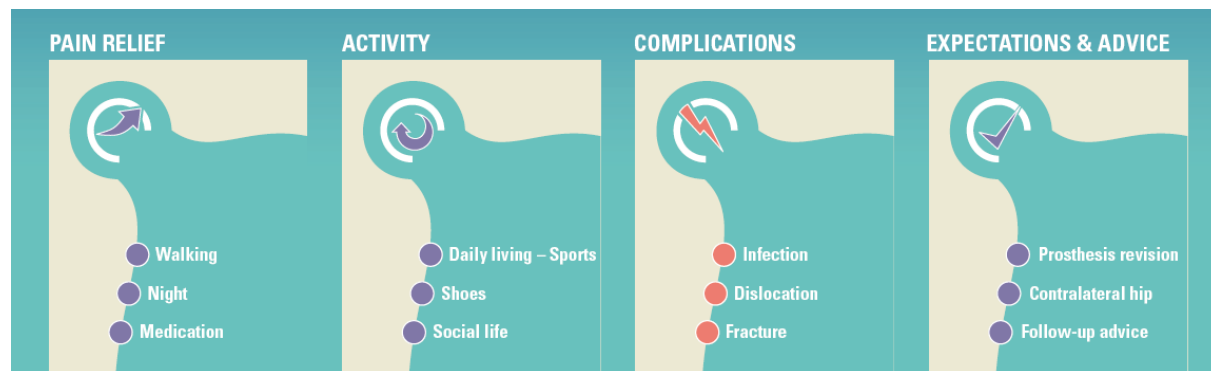 PAIN RELIEF
Walking
Night
Medication
ACTIVITY
Daily living – Sports
Shoes
Social life
COMPLICATIONS
Infection
Dislocation
Fracture
EXPECTATIONS & ADVICE
Prosthesis revision
Contralateral hip
Follow-up advice